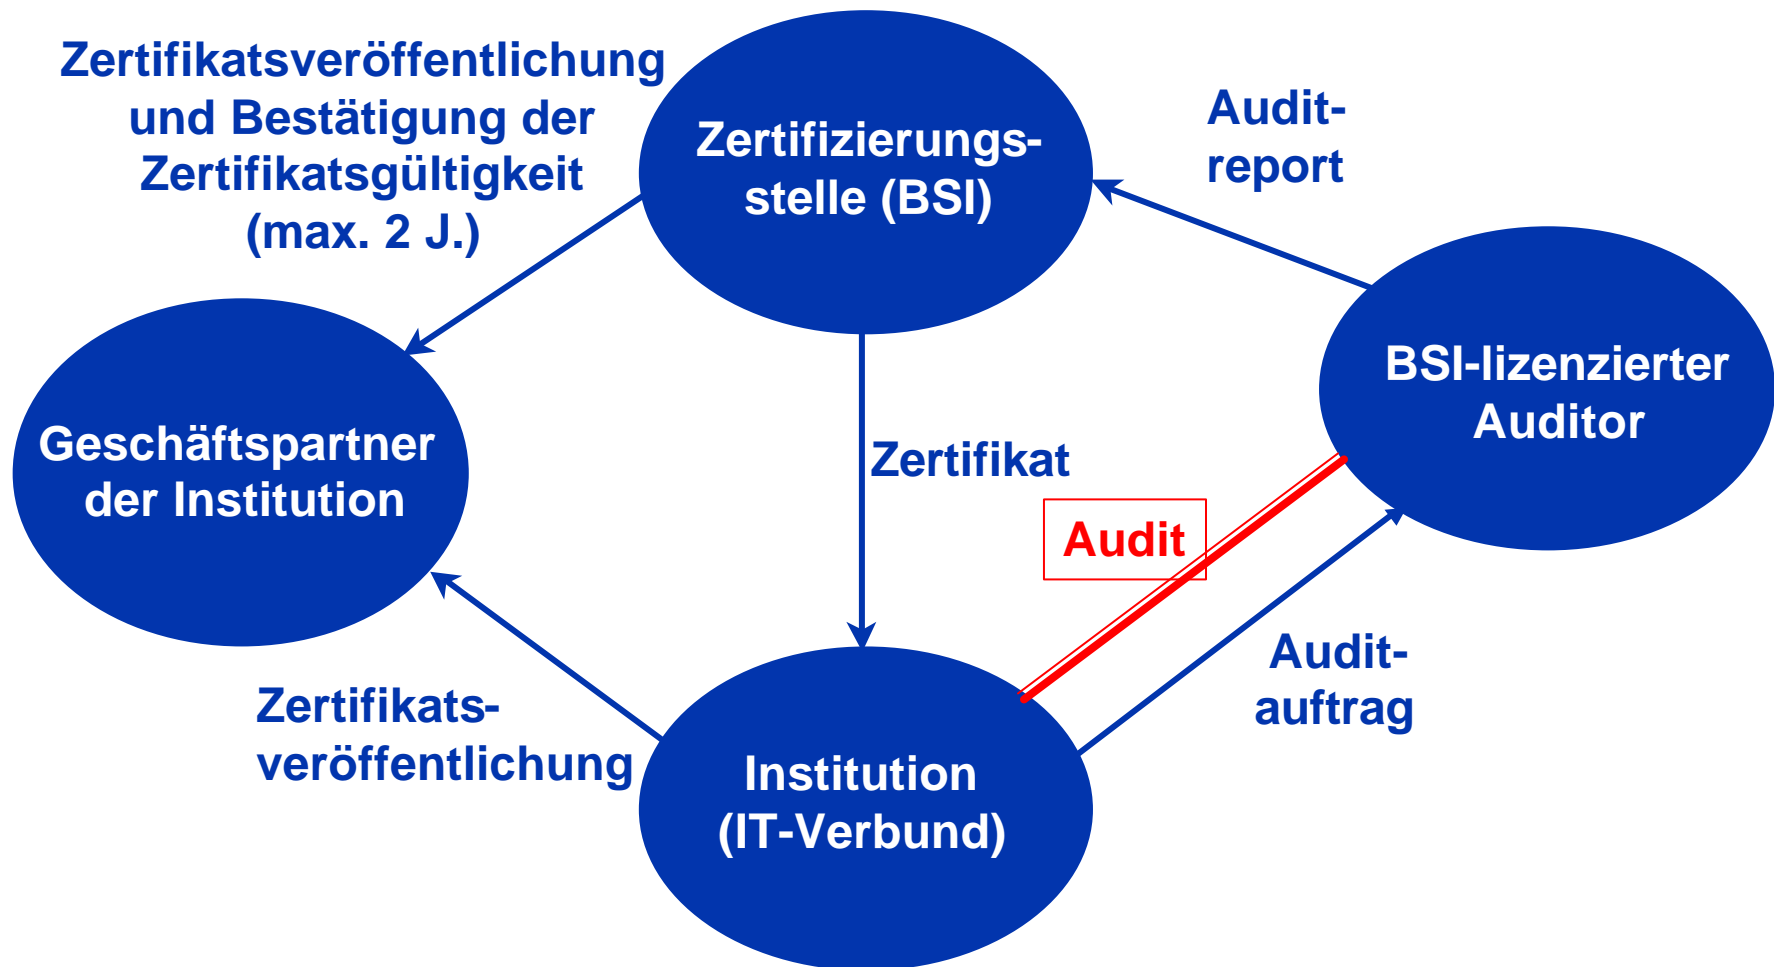 Zertifikatsveröffentlichung
und Bestätigung der
Zertifikatsgültigkeit
(max. 2 J.)
Zertifizierungs-
stelle (BSI)
Audit-
report
BSI-lizenzierter
Auditor
Geschäftspartner
der Institution
Zertifikat
Audit
Audit-
auftrag
Zertifikats-
veröffentlichung
Institution
(IT-Verbund)